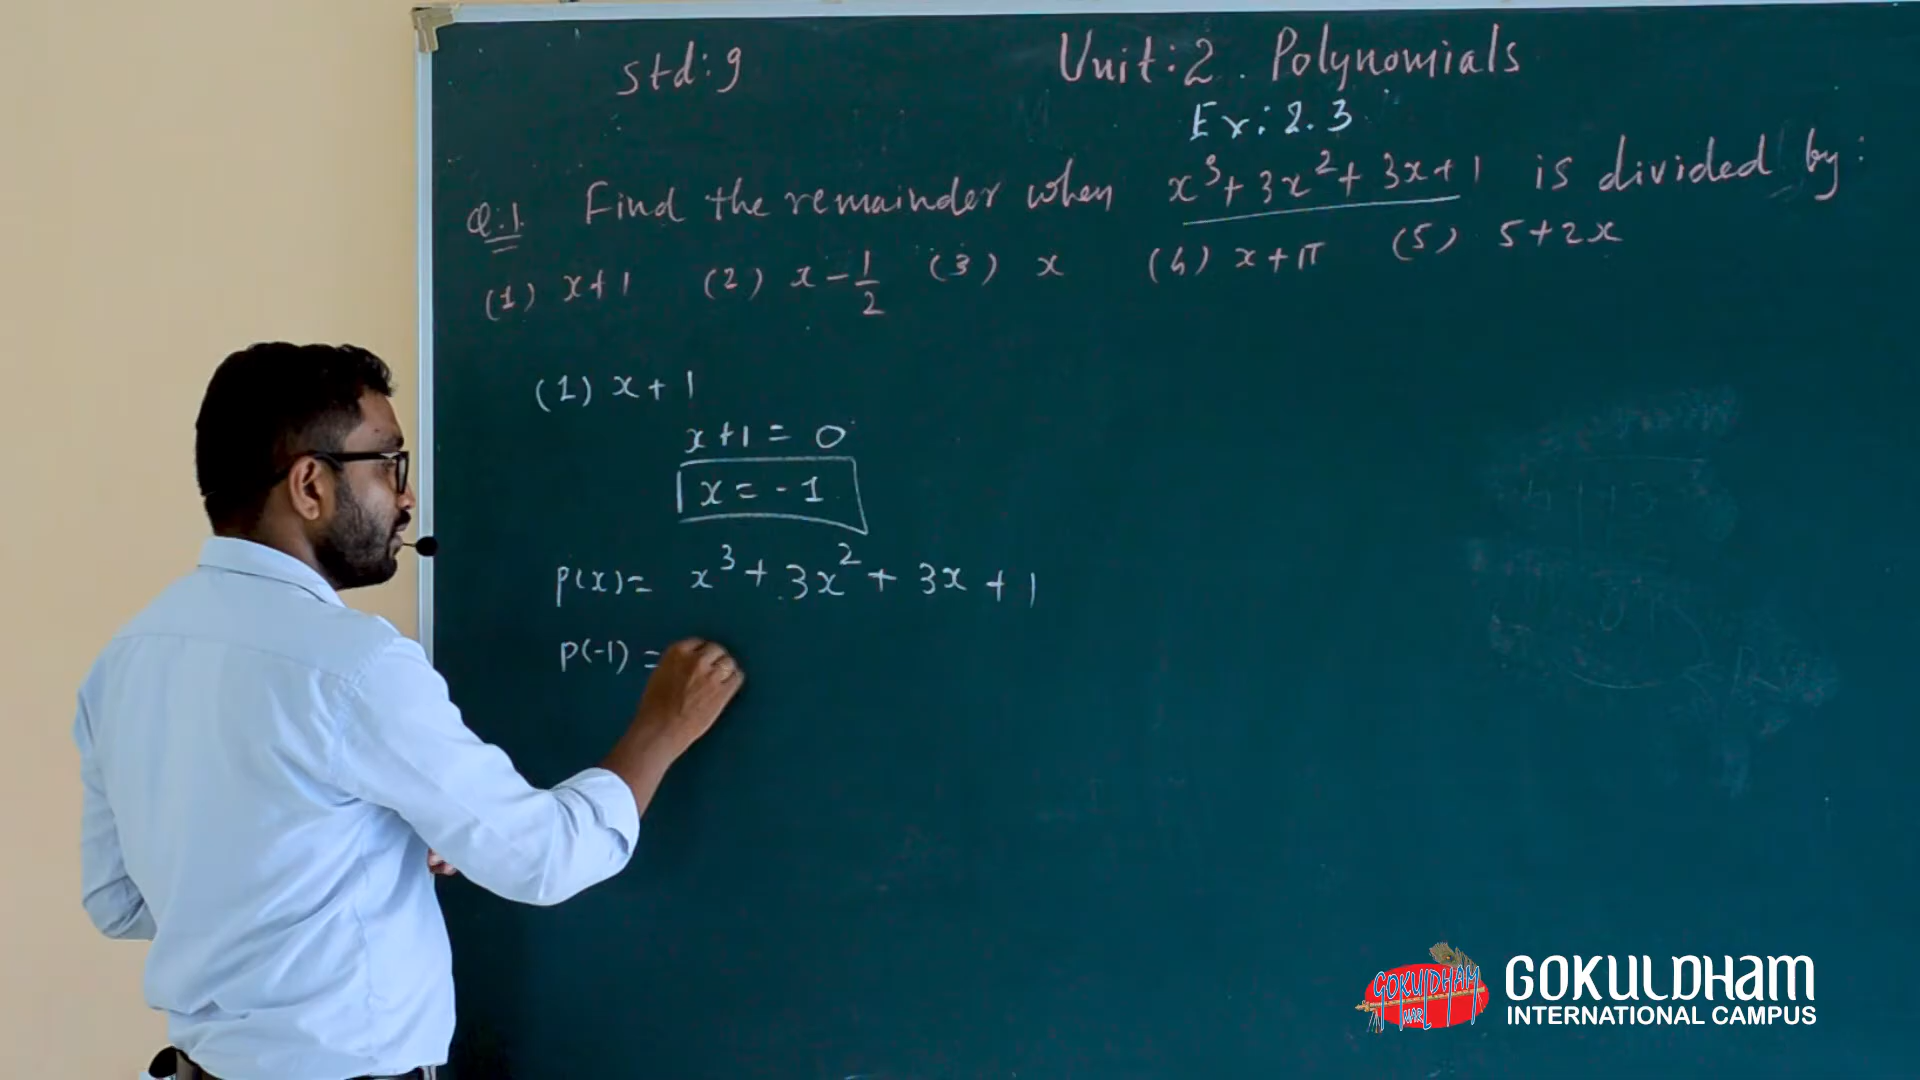 Std: 9
Unit: 2. Polynomials
Ex: 2.3
Q.1. Find the remainder when x³ + 3x² + 3x + 1 is divided by:
(1) x+1 (2) x - 1/2 (3) x (4) x + π (5) 5+2x
(1) x + 1
x+1 = 0
x = -1
p(x) = x³ + 3x² + 3x + 1
P(-1) =
GOKULDHAM
NAR
GOKULDHAM
INTERNATIONAL CAMPUS